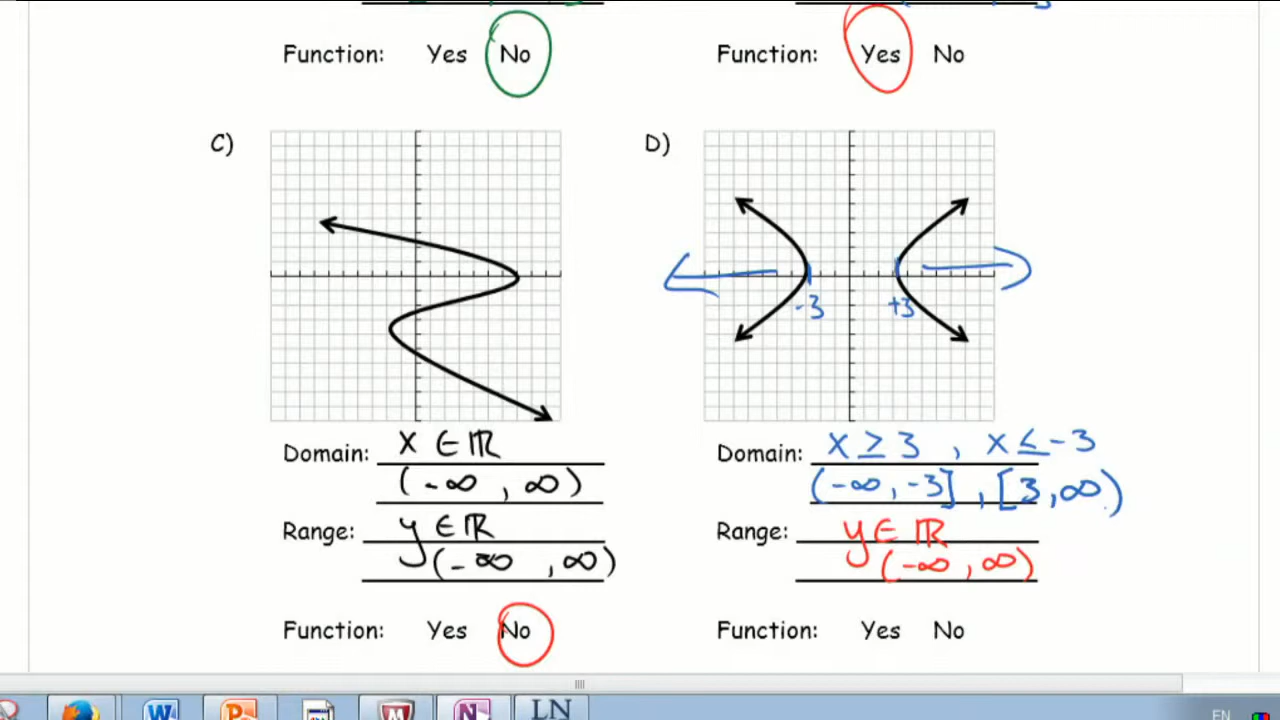 Function: Yes No
Function: Yes No
C)
D)
-3
+3
Domain: x ∈ ℝ
(-∞, ∞)
Range: y ∈ ℝ
(-∞, ∞)
Function: Yes No
Domain: x ≥ 3, x ≤ -3
(-∞, -3], [3, ∞)
Range: y ∈ ℝ
(-∞, ∞)
Function: Yes No
W
P
N
LN
EN